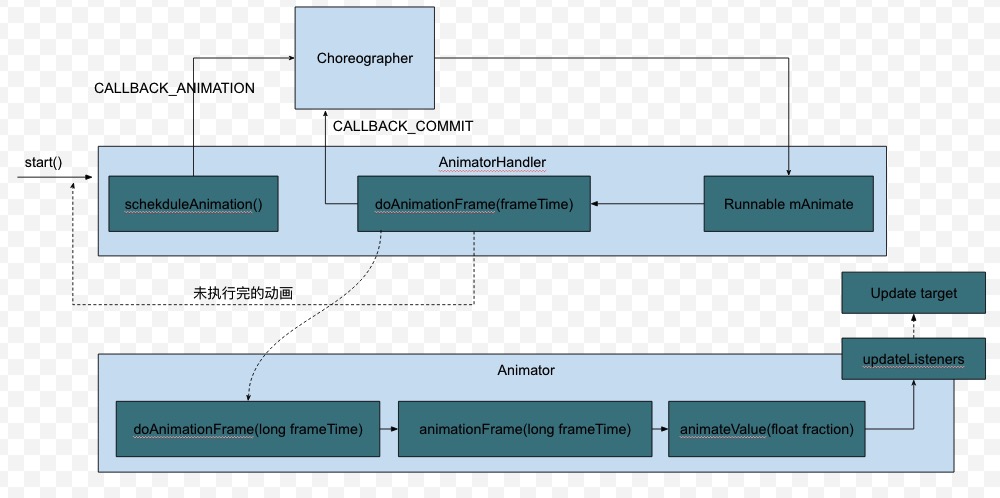 Choreographer
CALLBACK_ANIMATION
CALLBACK_COMMIT
start()
AnimatorHandler
schekduleAnimation()
doAnimationFrame(frameTime)
Runnable mAnimate
未执行完的动画
Update target
updateListeners
Animator
doAnimationFrame(long frameTime)
animationFrame(long frameTime)
animateValue(float fraction)